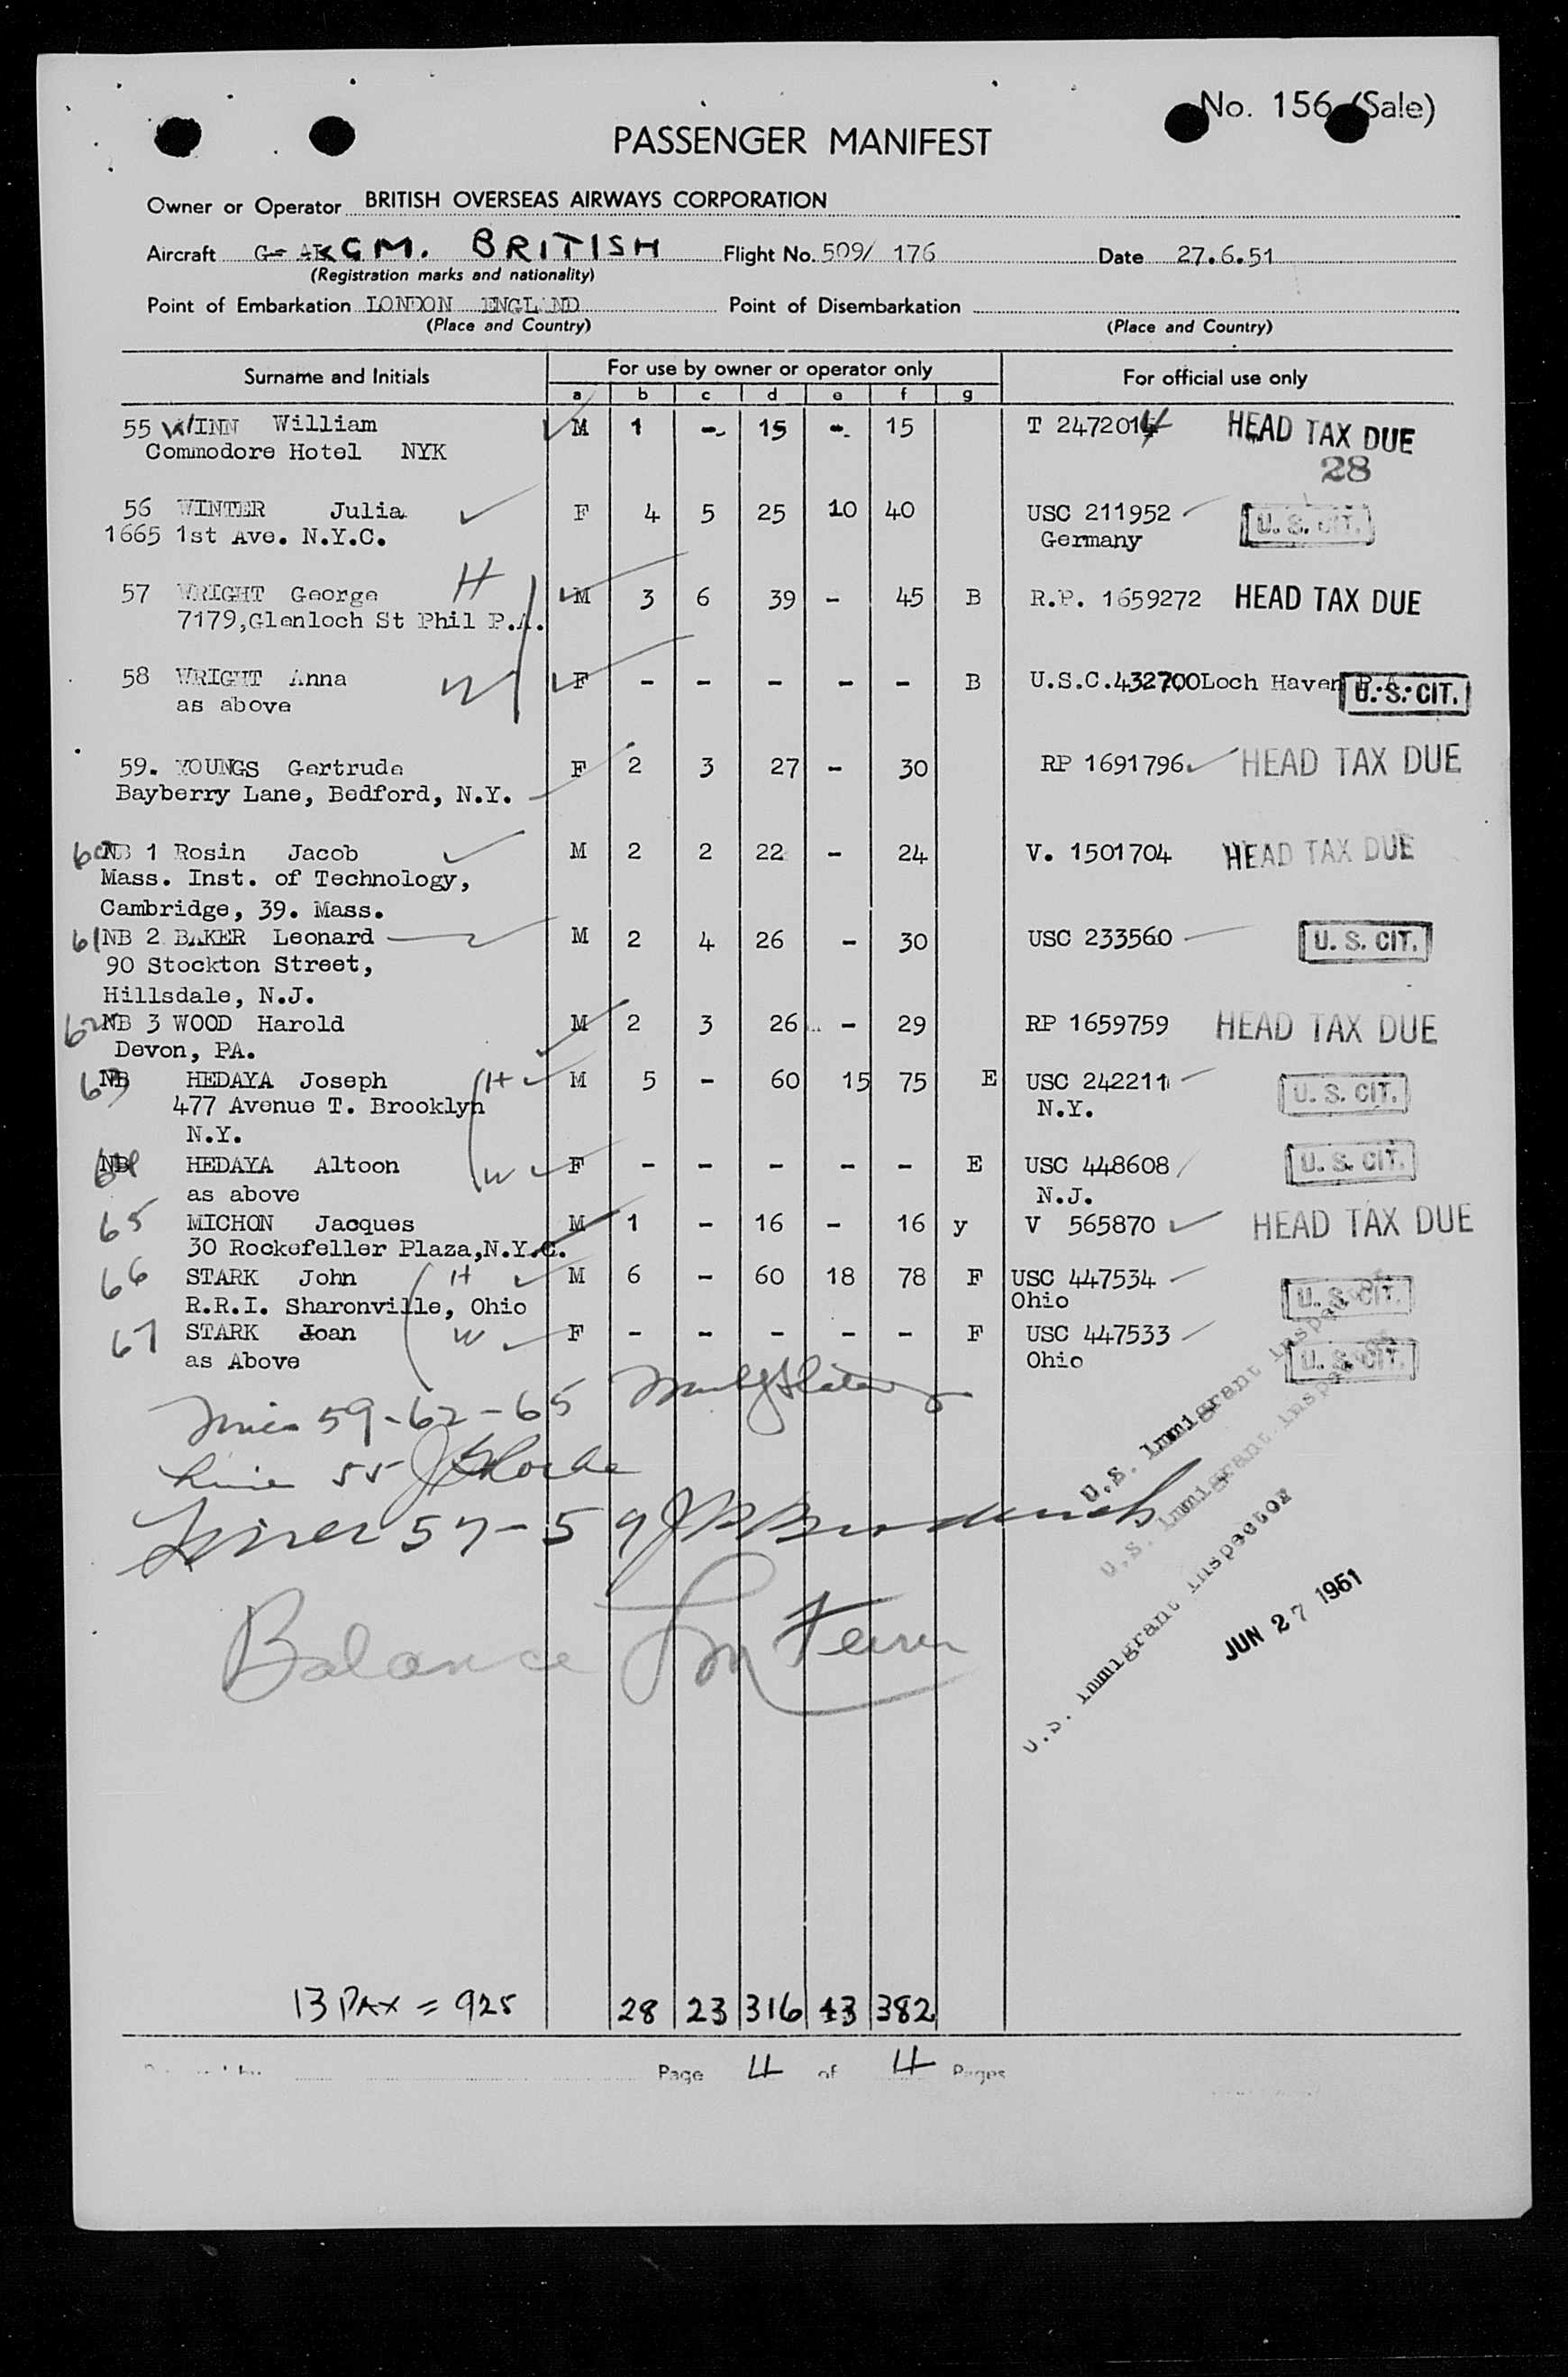 No. 156 (Sale)
PASSENGER MANIFEST
Owner or Operator BRITISH OVERSEAS AIRWAYS CORPORATION
Aircraft G-AKGM. BRITISH Flight No. 509/ 176 Date 27.6.51
(Registration marks and nationality)
Point of Embarkation LONDON ENGLAND Point of Disembarkation
(Place and Country) (Place and Country)
Surname and Initials For use by owner or operator only For official use only
a b c d e f g
55 WINN William M 1 - 15 - 15 T 2472014 HEAD TAX DUE
Commodore Hotel NYK 28
56 WINTER Julia F 4 5 25 10 40 USC 211952 U. S. CIT.
1665 1st Ave. N.Y.C. Germany
57 WRIGHT George H M 3 6 39 - 45 B R.P. 1659272 HEAD TAX DUE
7179,Glenloch St Phil P.A.
58 WRIGHT Anna W F - - - - - B U.S.C.432700 Loch Haven P.A. U.S. CIT.
as above
59. YOUNGS Gertrude F 2 3 27 - 30 RP 1691796 HEAD TAX DUE
Bayberry Lane, Bedford, N.Y.
60 NB 1 Rosin Jacob M 2 2 22 - 24 V. 1501704 HEAD TAX DUE
Mass. Inst. of Technology,
Cambridge, 39. Mass.
61 NB 2 BAKER Leonard M 2 4 26 - 30 USC 233560 U. S. CIT.
90 Stockton Street,
Hillsdale, N.J.
62 NB 3 WOOD Harold M 2 3 26 - 29 RP 1659759 HEAD TAX DUE
Devon, PA.
63 NB HEDAYA Joseph H M 5 - 60 15 75 E USC 242211 U. S. CIT.
477 Avenue T. Brooklyn N.Y.
N.Y.
64 NB HEDAYA Altoon W F - - - - - E USC 448608 U. S. CIT.
as above N.J.
65 MICHON Jacques M 1 - 16 - 16 y V 565870 HEAD TAX DUE
30 Rockefeller Plaza,N.Y.C.
66 STARK John H M 6 - 60 18 78 F USC 447534 U. S. CIT.
R.R.I. Sharonville, Ohio Ohio
67 STARK Joan W F - - - - - F USC 447533 U. S. CIT.
as Above Ohio
59-62-65
Line 55
Lines 57-59
Balance
U.S. Immigrant Inspector
U.S. Immigrant Inspector
U.S. Immigrant Inspector
JUN 27 1951
13 PAX = 925 28 23 316 43 382
Page 4 of 4 Pages